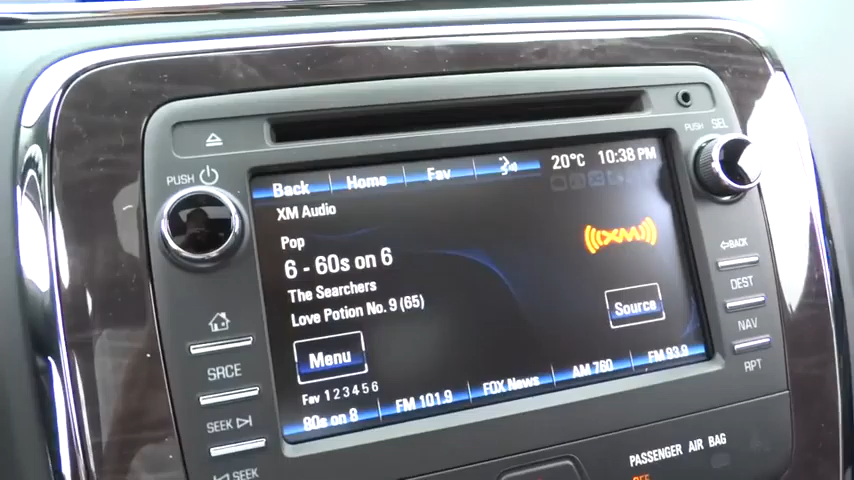 PUSH SEL
PUSH
Back Home Fav 20°C 10:38 PM
XM Audio
Pop
6 - 60s on 6
The Searchers
Love Potion No. 9 (65)
((XM))
Menu
Source
Fav 1 2 3 4 5 6
80s on 8 FM 101.9 FOX News AM 760 FM 93.9
SRCE
SEEK
SEEK
BACK
DEST
NAV
RPT
PASSENGER AIR BAG
OFF